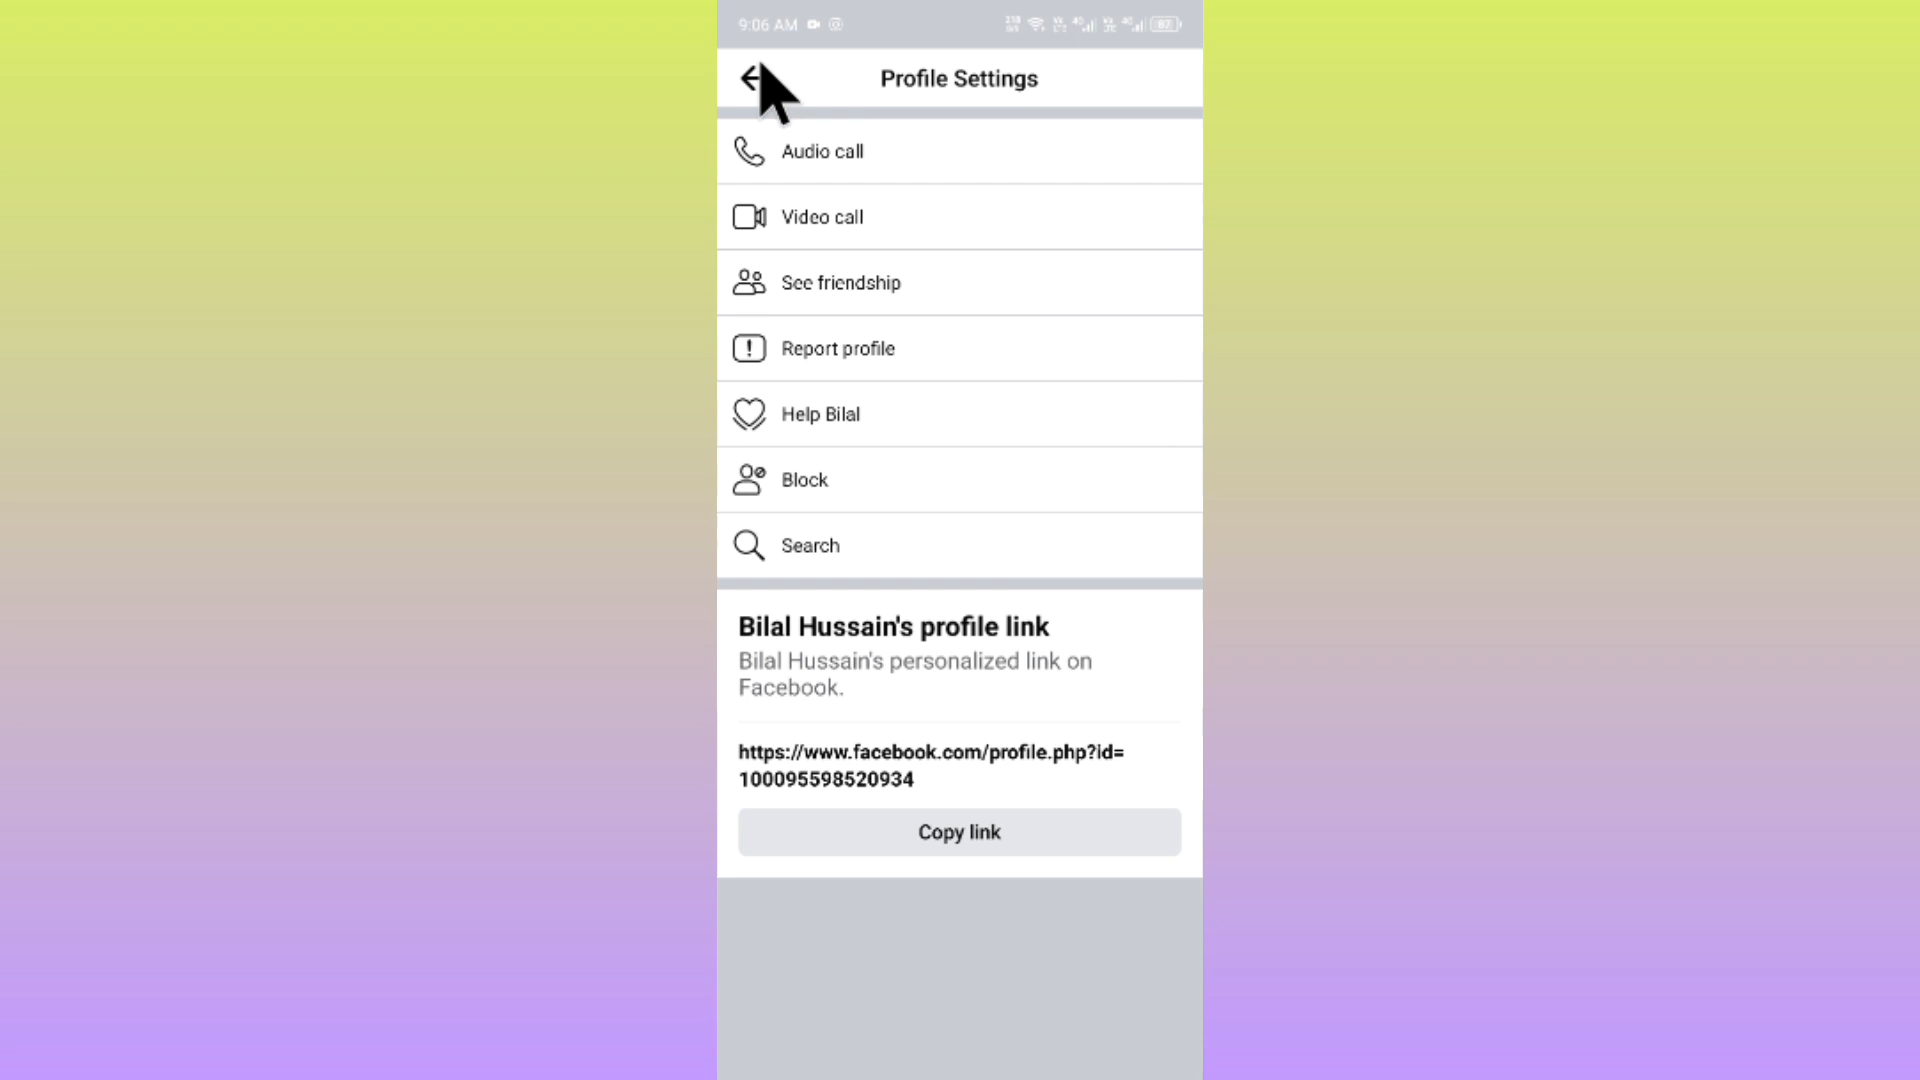 9:06 AM
Profile Settings
Audio call
Video call
See friendship
Report profile
Help Bilal
Block
Search
Bilal Hussain's profile link
Bilal Hussain's personalized link on
Facebook.
https://www.facebook.com/profile.php?id=
100095598520934
Copy link